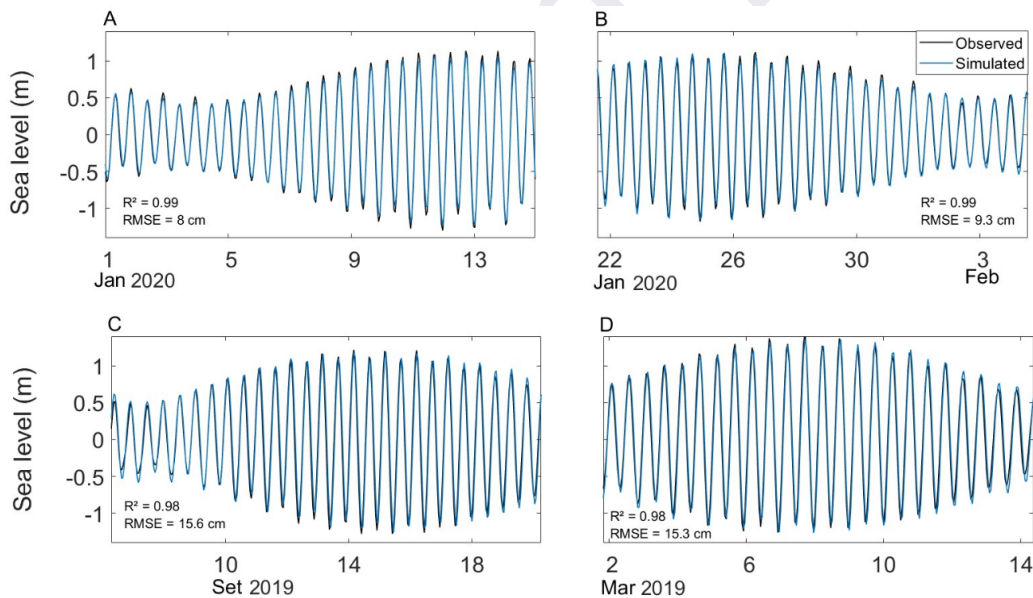 A
B
Sea level (m)
1
0.5
0
-0.5
-1
R² = 0.99
RMSE = 8 cm
1
5
9
13
Jan 2020
Observed
Simulated
R² = 0.99
RMSE = 9.3 cm
22
26
30
3
Jan 2020
Feb
C
D
Sea level (m)
1
0.5
0
-0.5
-1
R² = 0.98
RMSE = 15.6 cm
10
14
18
Set 2019
R² = 0.98
RMSE = 15.3 cm
2
6
10
14
Mar 2019